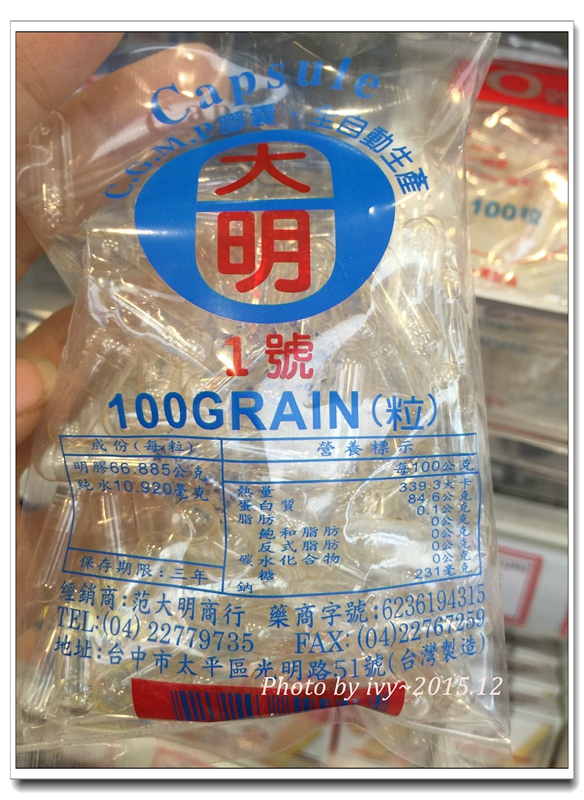 Capsule
C.G.M.P.膠囊．全自動生產
大
明
1號
100GRAIN(粒)
成份(每粒)
明膠66.885公克
純水10.920毫克
保存期限:三年
營養標示
每100公克
熱量 339.3大卡
蛋白質 84.6公克
脂肪 0.1公克
飽和脂肪 0公克
反式脂肪 0公克
碳水化合物 0公克
糖 0公克
鈉 231毫克
經銷商:范大明商行 藥商字號:6236194315
TEL:(04)22779735 FAX:(04)22767259
地址:台中市太平區光明路51號(台灣製造)
Photo by ivy~2015.12
100粒